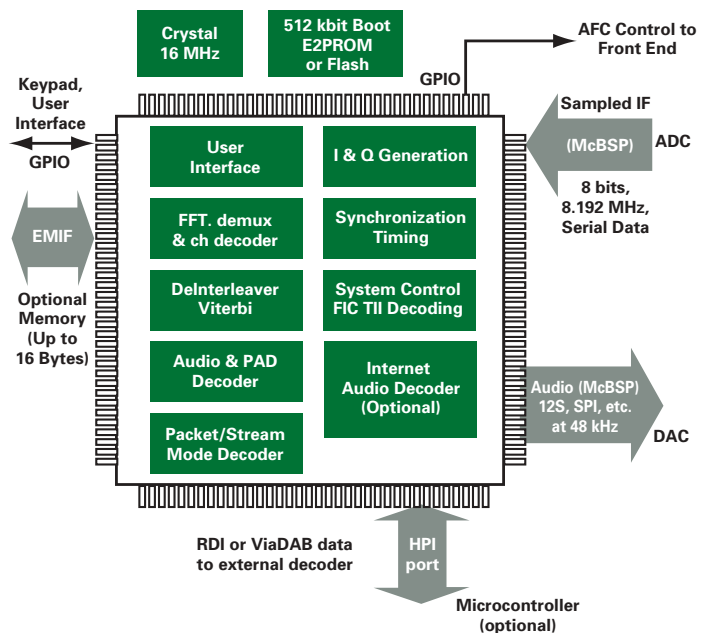 Crystal
16 MHz
512 kbit Boot
E2PROM
or Flash
AFC Control to
Front End
GPIO
Keypad,
User
Interface
GPIO
EMIF
Optional
Memory
(Up to
16 Bytes)
User
Interface
I & Q Generation
FFT. demux
& ch decoder
Synchronization
Timing
DeInterleaver
Viterbi
System Control
FIC TII Decoding
Audio & PAD
Decoder
Internet
Audio Decoder
(Optional)
Packet/Stream
Mode Decoder
Sampled IF
(McBSP)
ADC
8 bits,
8.192 MHz,
Serial Data
Audio (McBSP)
12S, SPI, etc.
at 48 kHz
DAC
RDI or ViaDAB data
to external decoder
HPI
port
Microcontroller
(optional)